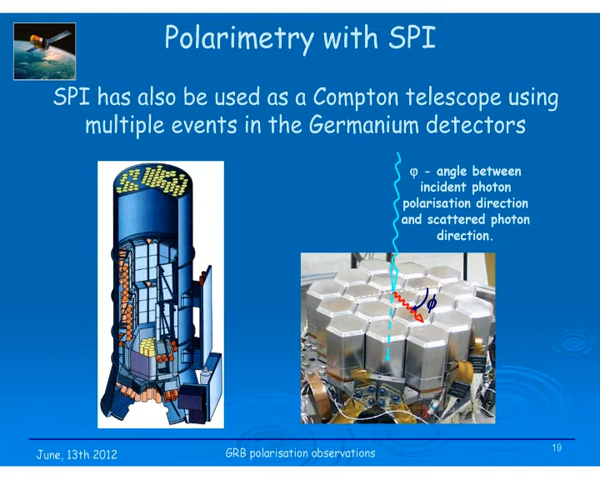 Polarimetry with SPI
SPI has also be used as a Compton telescope using
multiple events in the Germanium detectors
φ - angle between
incident photon
polarisation direction
and scattered photon
direction.
ϕ
June, 13th 2012
GRB polarisation observations
19